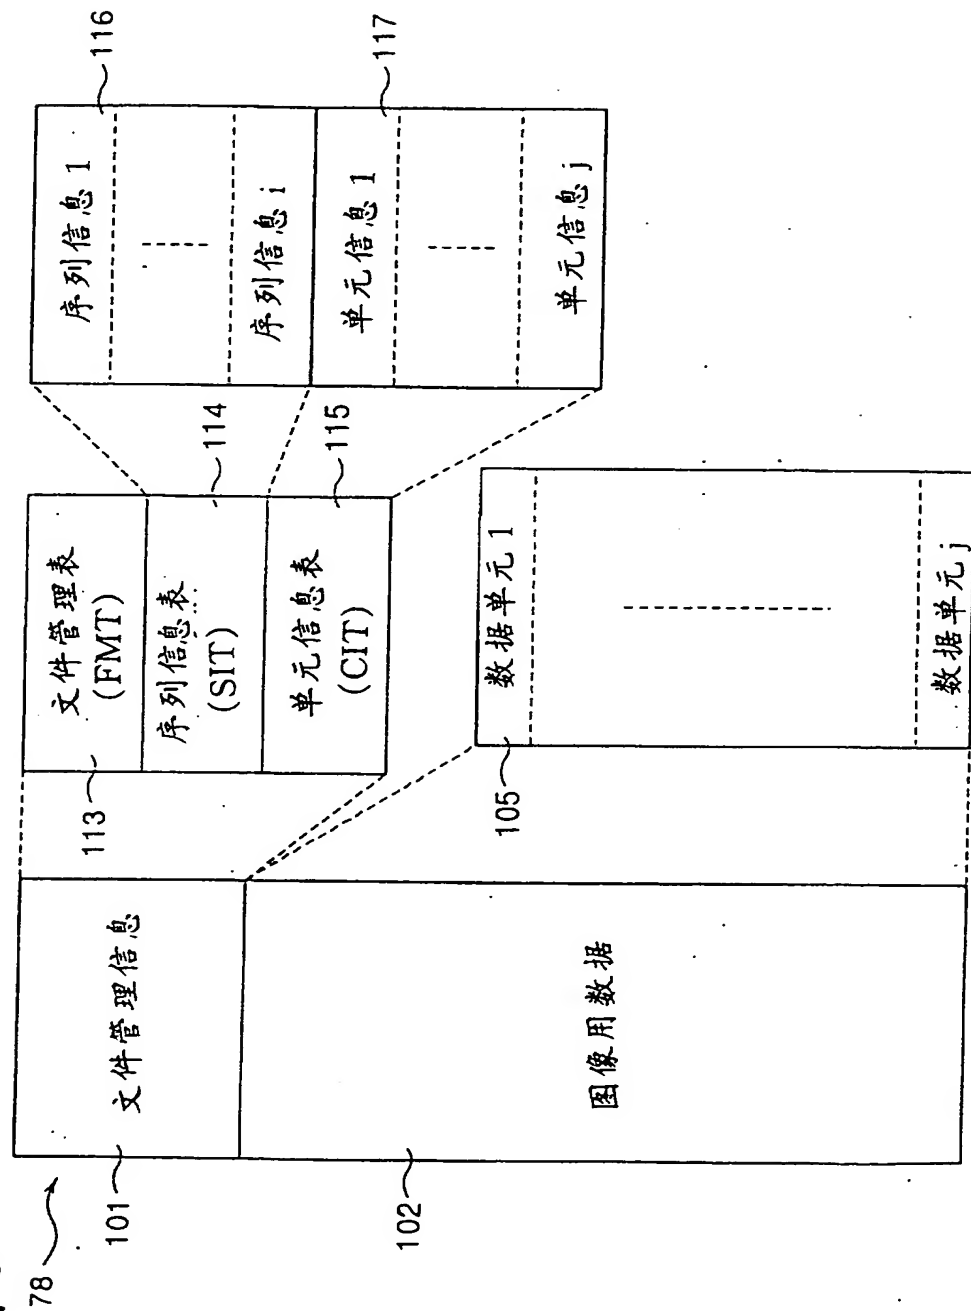 78
101
文件管理信息
102
图像用数据
113
文件管理表
(FMT)
序列信息表
(SIT)
114
单元信息表
(CIT)
115
105
数据单元 1
数据单元 j
序列信息 1
116
序列信息 i
单元信息 1
117
单元信息 j